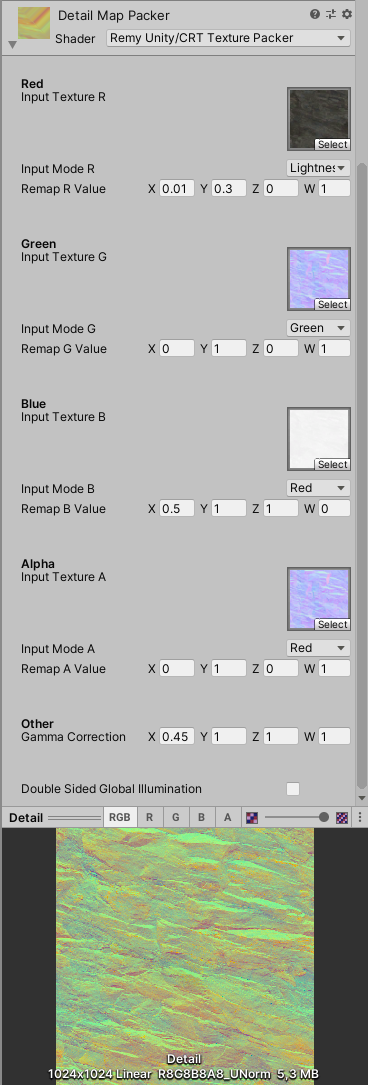 Detail Map Packer
Shader Remy Unity/CRT Texture Packer
Red
Input Texture R
Select
Input Mode R Lightnes
Remap R Value X 0.01 Y 0.3 Z 0 W 1
Green
Input Texture G
Select
Input Mode G Green
Remap G Value X 0 Y 1 Z 0 W 1
Blue
Input Texture B
Select
Input Mode B Red
Remap B Value X 0.5 Y 1 Z 1 W 0
Alpha
Input Texture A
Select
Input Mode A Red
Remap A Value X 0 Y 1 Z 0 W 1
Other
Gamma Correction X 0.45 Y 1 Z 1 W 1
Double Sided Global Illumination
Detail RGB R G B A
Detail
1024x1024 Linear R8G8B8A8_UNorm 5,3 MB